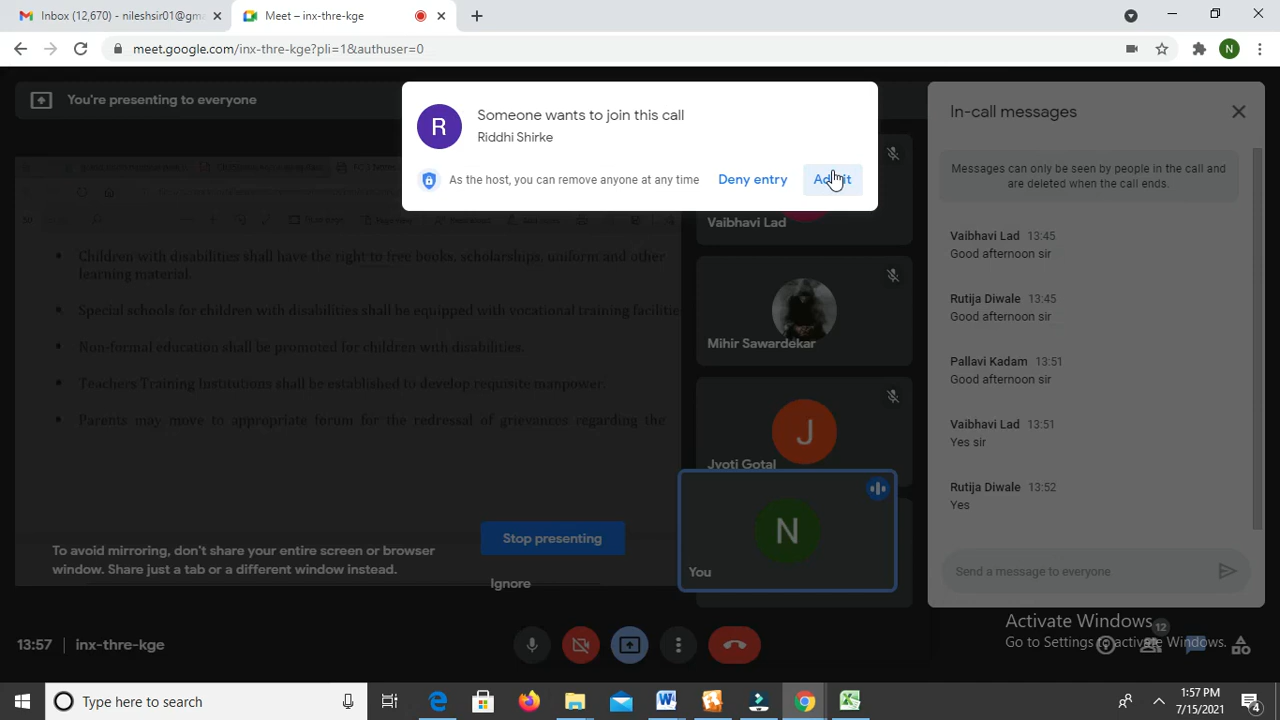 Inbox (12,670) – nileshsir01@gma
Meet – inx-thre-kge
meet.google.com/inx-thre-kge?pli=1&authuser=0
N
You're presenting to everyone
Someone wants to join this call
R
Riddhi Shirke
As the host, you can remove anyone at any time
Deny entry
In-call messages
Messages can only be seen by people in the call and
are deleted when the call ends.
Vaibhavi Lad 13:45
Good afternoon sir
Rutija Diwale 13:45
Good afternoon sir
Pallavi Kadam 13:51
Good afternoon sir
Vaibhavi Lad 13:51
Yes sir
Rutija Diwale 13:52
Yes
Send a message to everyone
Vaibhavi Lad
Mihir Sawardekar
J
Jyoti Gotal
N
You
Children with disabilities shall have the right to free books, scholarships, uniform and other
learning material.
Special schools for children with disabilities shall be equipped with vocational training facilitie
Non-formal education shall be promoted for children with disabilities.
Teachers Training Institutions shall be established to develop requisite manpower.
Parents may move to appropriate forum for the redressal of grievances regarding the
To avoid mirroring, don't share your entire screen or browser
window. Share just a tab or a different window instead.
Stop presenting
Ignore
13:57 | inx-thre-kge
12
Activate Windows
Go to Settings to activate Windows.
Type here to search
1:57 PM
7/15/2021
4